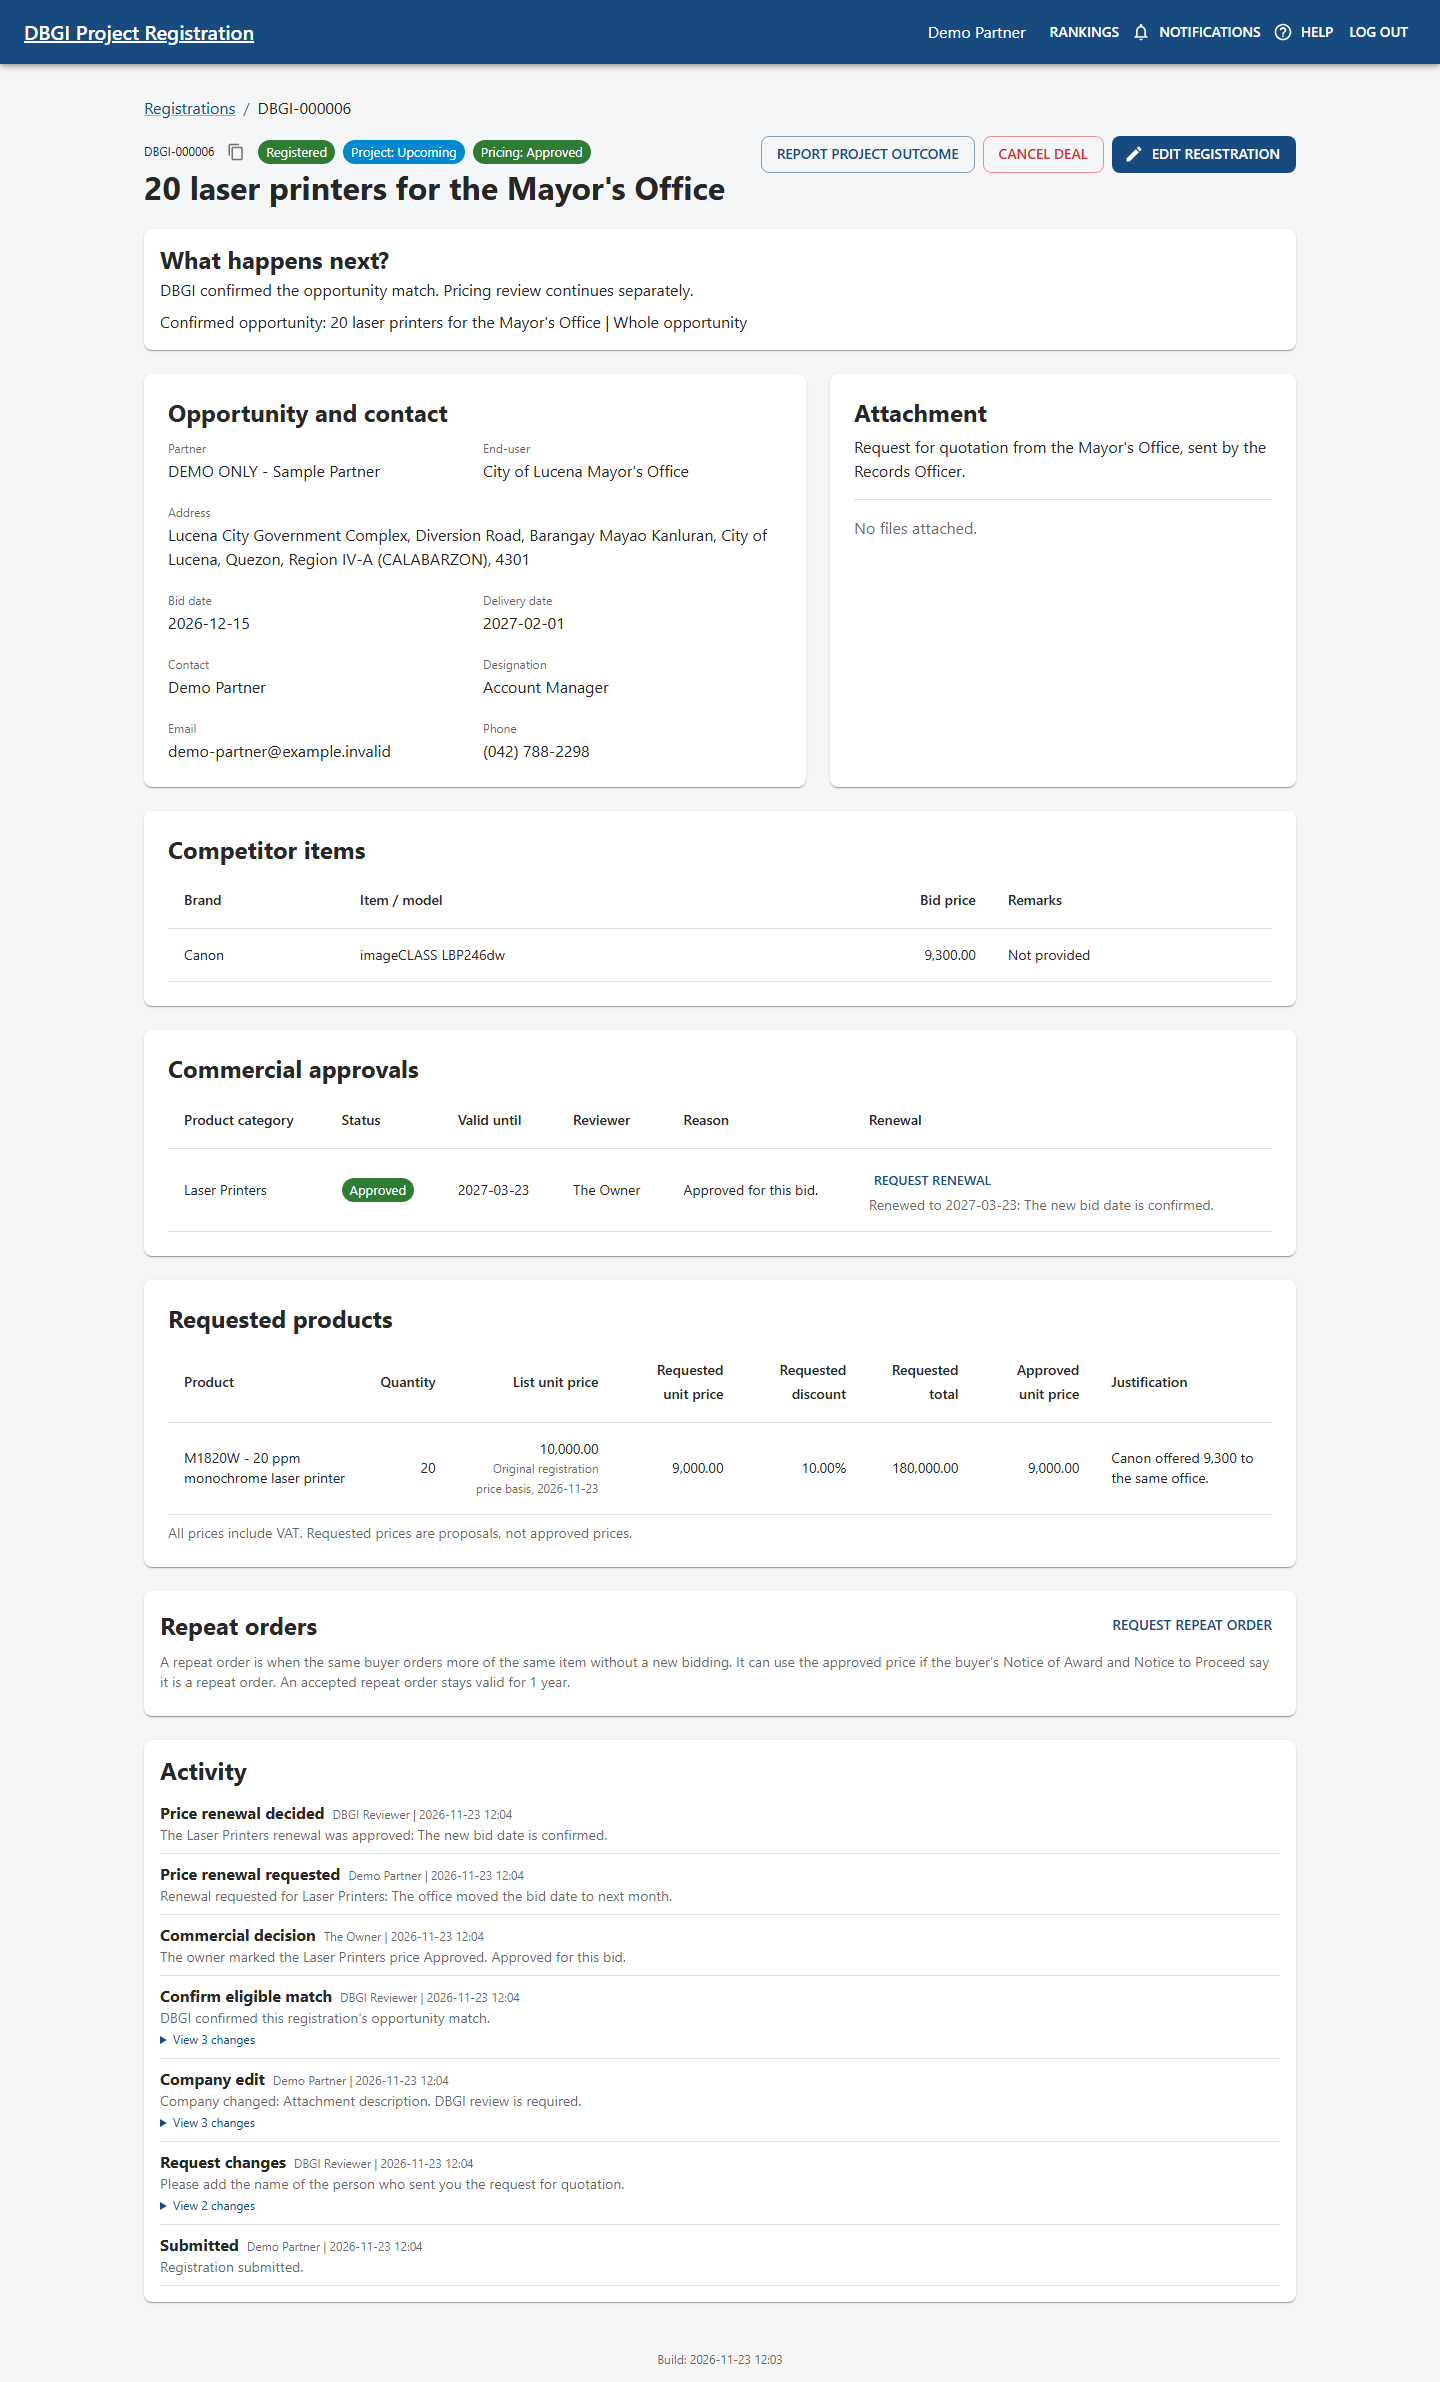 DBGI Project Registration
Demo Partner RANKINGS NOTIFICATIONS HELP LOG OUT
Registrations / DBGI-000006
DBGI-000006 Registered Project: Upcoming Pricing: Approved
REPORT PROJECT OUTCOME CANCEL DEAL EDIT REGISTRATION
20 laser printers for the Mayor's Office
What happens next?
DBGI confirmed the opportunity match. Pricing review continues separately.
Confirmed opportunity: 20 laser printers for the Mayor's Office | Whole opportunity
Opportunity and contact
Partner End-user
DEMO ONLY - Sample Partner City of Lucena Mayor's Office
Address
Lucena City Government Complex, Diversion Road, Barangay Mayao Kanluran, City of
Lucena, Quezon, Region IV-A (CALABARZON), 4301
Bid date Delivery date
2026-12-15 2027-02-01
Contact Designation
Demo Partner Account Manager
Email Phone
demo-partner@example.invalid (042) 788-2298
Attachment
Request for quotation from the Mayor's Office, sent by the
Records Officer.
No files attached.
Competitor items
Brand Item / model Bid price Remarks
Canon imageCLASS LBP246dw 9,300.00 Not provided
Commercial approvals
Product category Status Valid until Reviewer Reason Renewal
Laser Printers Approved 2027-03-23 The Owner Approved for this bid. REQUEST RENEWAL
Renewed to 2027-03-23: The new bid date is confirmed.
Requested products
Product Quantity List unit price Requested unit price Requested discount Requested total Approved unit price Justification
M1820W - 20 ppm monochrome laser printer 20 10,000.00 Original registration price basis, 2026-11-23 9,000.00 10.00% 180,000.00 9,000.00 Canon offered 9,300 to the same office.
All prices include VAT. Requested prices are proposals, not approved prices.
Repeat orders REQUEST REPEAT ORDER
A repeat order is when the same buyer orders more of the same item without a new bidding. It can use the approved price if the buyer's Notice of Award and Notice to Proceed say
it is a repeat order. An accepted repeat order stays valid for 1 year.
Activity
Price renewal decided DBGI Reviewer | 2026-11-23 12:04
The Laser Printers renewal was approved: The new bid date is confirmed.
Price renewal requested Demo Partner | 2026-11-23 12:04
Renewal requested for Laser Printers: The office moved the bid date to next month.
Commercial decision The Owner | 2026-11-23 12:04
The owner marked the Laser Printers price Approved. Approved for this bid.
Confirm eligible match DBGI Reviewer | 2026-11-23 12:04
DBGI confirmed this registration's opportunity match.
View 3 changes
Company edit Demo Partner | 2026-11-23 12:04
Company changed: Attachment description. DBGI review is required.
View 3 changes
Request changes DBGI Reviewer | 2026-11-23 12:04
Please add the name of the person who sent you the request for quotation.
View 2 changes
Submitted Demo Partner | 2026-11-23 12:04
Registration submitted.
Build: 2026-11-23 12:03